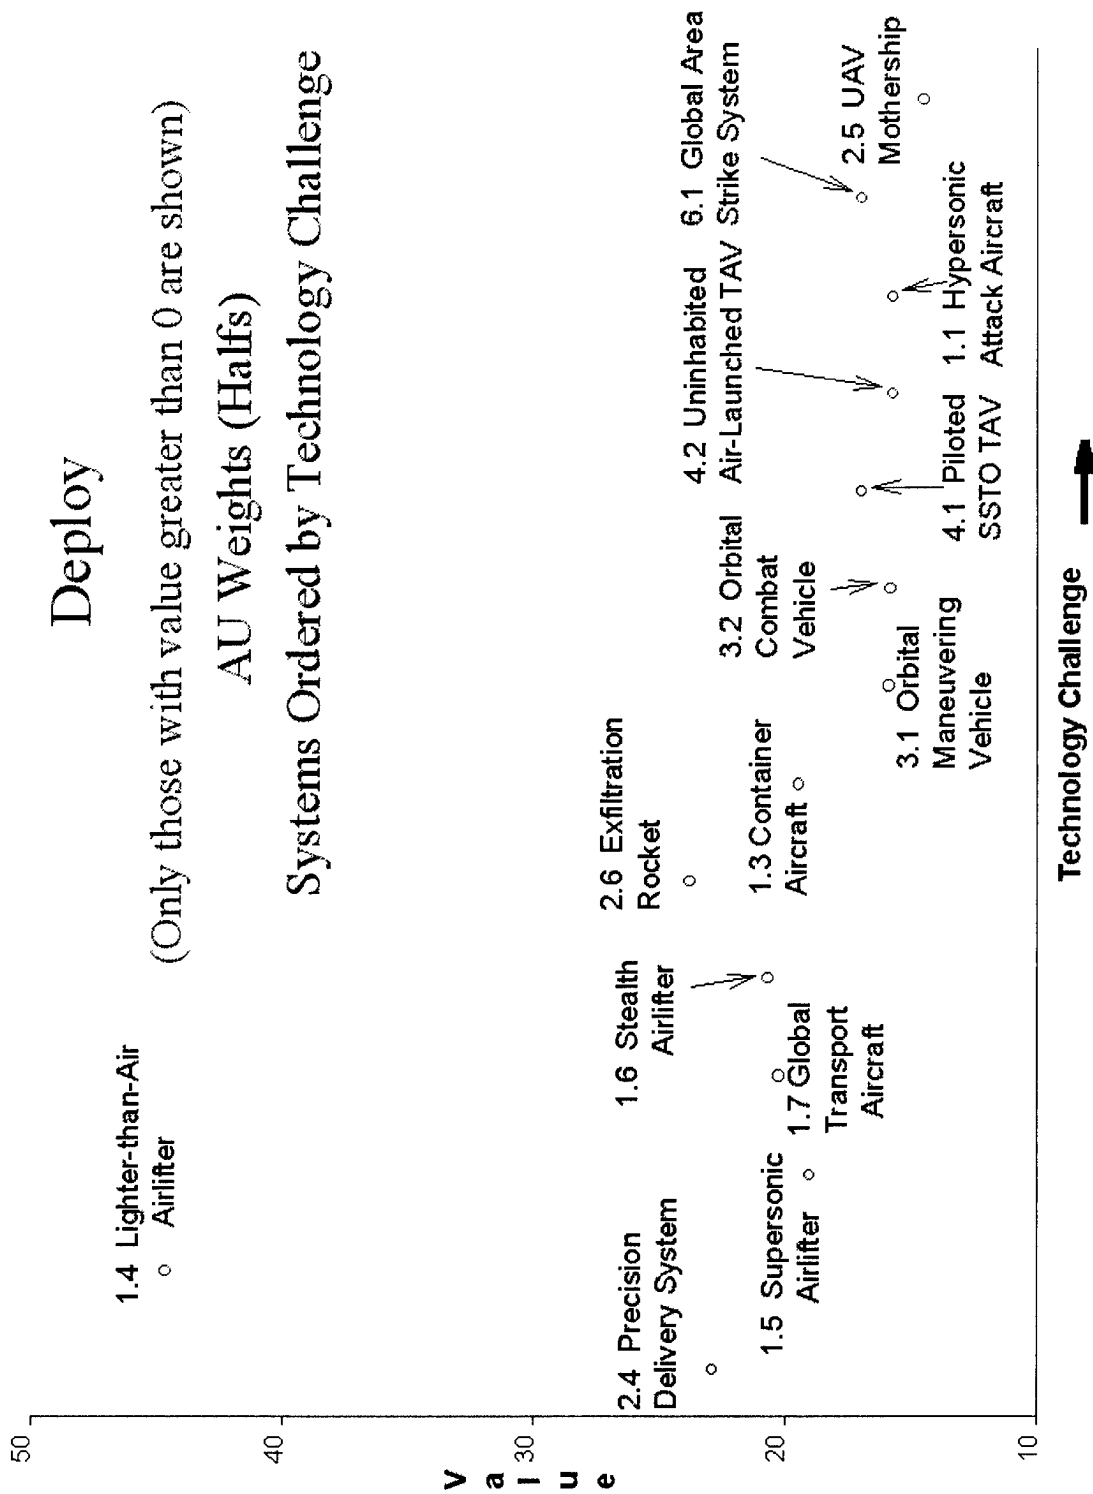 Deploy
(Only those with value greater than 0 are shown)
AU Weights (Halfs)
Systems Ordered by Technology Challenge
50
40
30
20
10
Value
1.4 Lighter-than-Air
Airlifter
2.4 Precision
Delivery System
1.5 Supersonic
Airlifter
1.6 Stealth
Airlifter
1.7 Global
Transport
Aircraft
2.6 Exfiltration
Rocket
1.3 Container
Aircraft
3.1 Orbital
Maneuvering
Vehicle
3.2 Orbital
Combat
Vehicle
4.1 Piloted
SSTO TAV
4.2 Uninhabited
Air-Launched TAV
1.1 Hypersonic
Attack Aircraft
6.1 Global Area
Strike System
2.5 UAV
Mothership
Technology Challenge